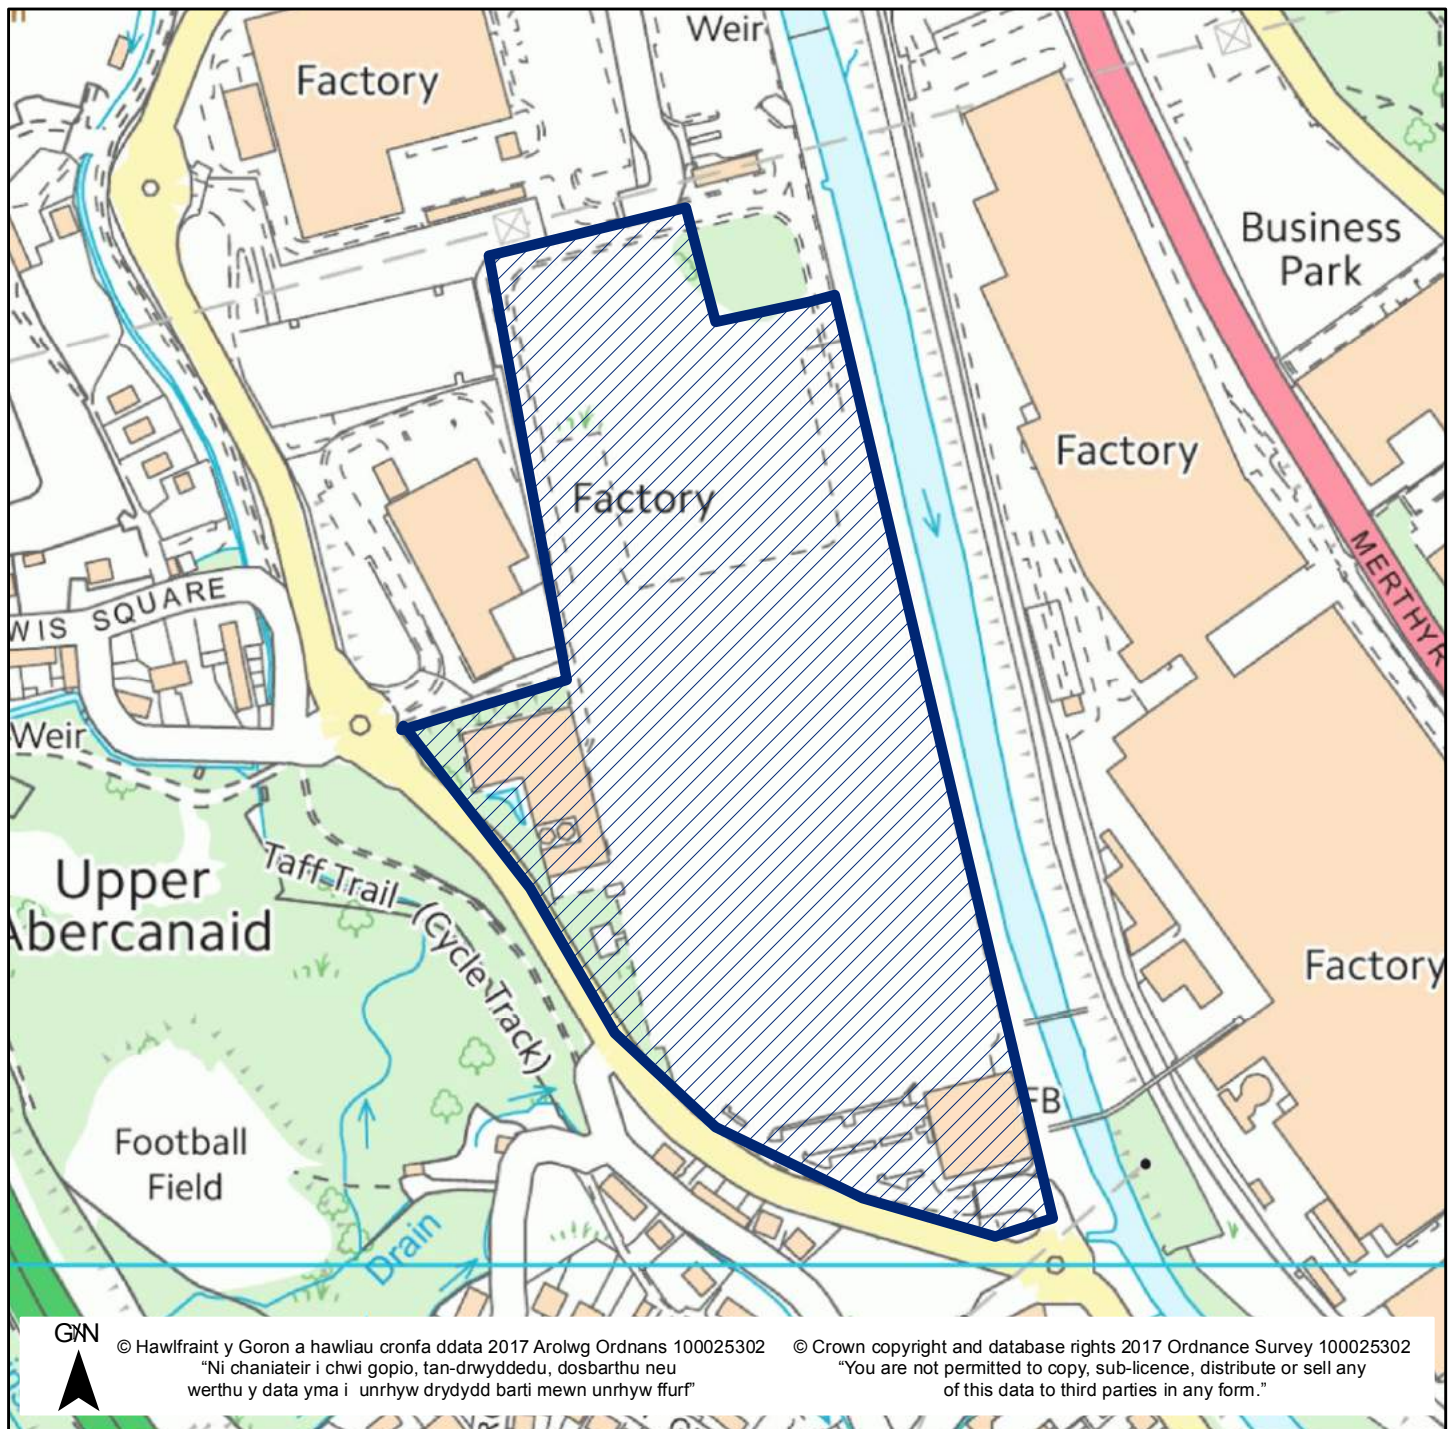 Weir
Factory
Business
Park
Factory
Factory
MERTHYR
WIS SQUARE
Weir
Upper
Abercanaid
Taff Trail (Cycle Track)
Factory
FB
Football
Field
Drain
G/YN
© Hawlfraint y Goron a hawliau cronfa ddata 2017 Arolwg Ordnans 100025302
“Ni chaniateir i chwi gopio, tan-drwyddedu, dosbarthu neu
werthu y data yma i unrhyw drydydd barti mewn unrhyw ffurf”
© Crown copyright and database rights 2017 Ordnance Survey 100025302
“You are not permitted to copy, sub-licence, distribute or sell any
of this data to third parties in any form.”